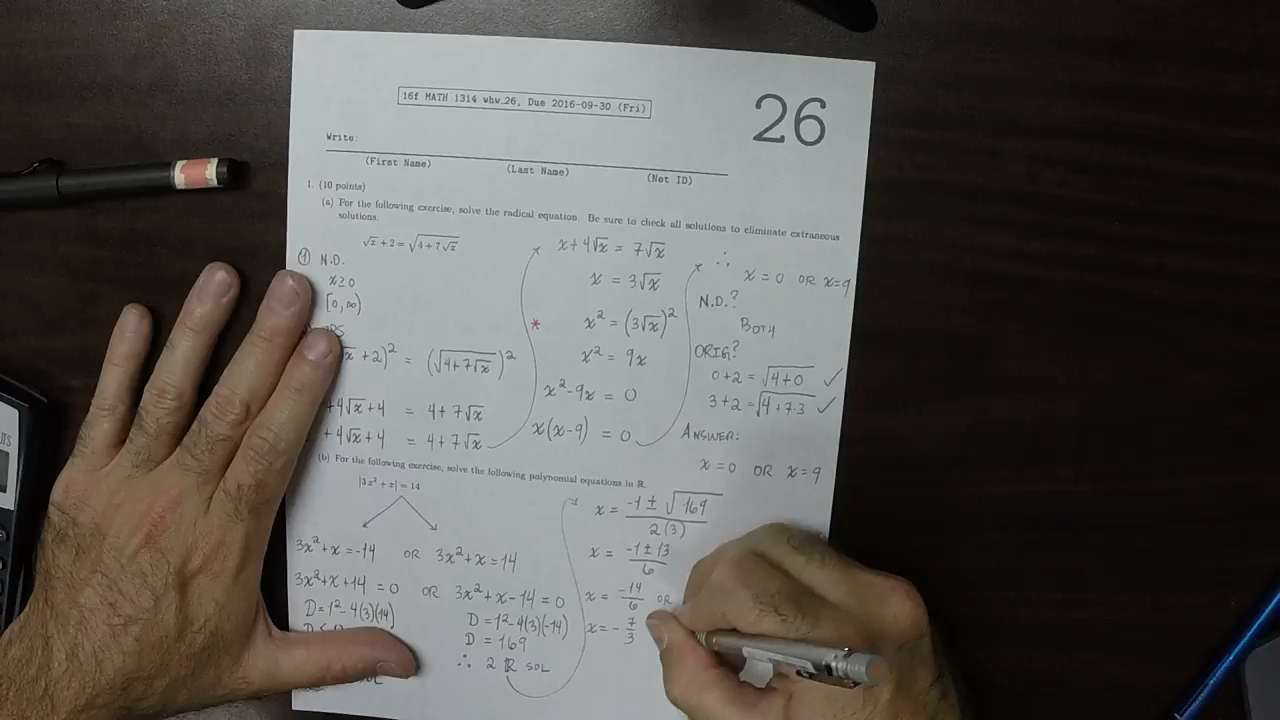 16f MATH 1314 whw_26, Due 2016-09-30 (Fri)
26
Write:
(First Name) (Last Name) (Net ID)
1. (10 points)
(a) For the following exercise, solve the radical equation. Be sure to check all solutions to eliminate extraneous
solutions.
√x + 2 = √(4 + 7√x)
① N.D.
x ≥ 0
[0, ∞)
x + 2)² = (√(4+7√x))²
+4√x+4 = 4+7√x
+4√x+4 = 4+7√x
x+4√x = 7√x
x = 3√x
* x² = (3√x)²
x² = 9x
x²-9x = 0
x(x-9) = 0
∴ x=0 OR x=9
N.D.?
BOTH
ORIG?
0+2 = √(4+0) ✓
3+2 = √(4+7·3) ✓
ANSWER:
x=0 OR x=9
(b) For the following exercise, solve the following polynomial equations in R.
|3x² + x| = 14
3x²+x=-14 OR 3x²+x=14
3x²+x+14=0 OR 3x²+x-14=0
D=1²-4(3)(14)
D=1²-4(3)(-14)
D = 169
∴ 2 ℝ SOL
x = (-1±√169)/(2(3))
x = (-1±13)/6
x = -14/6 OR
x = -7/3